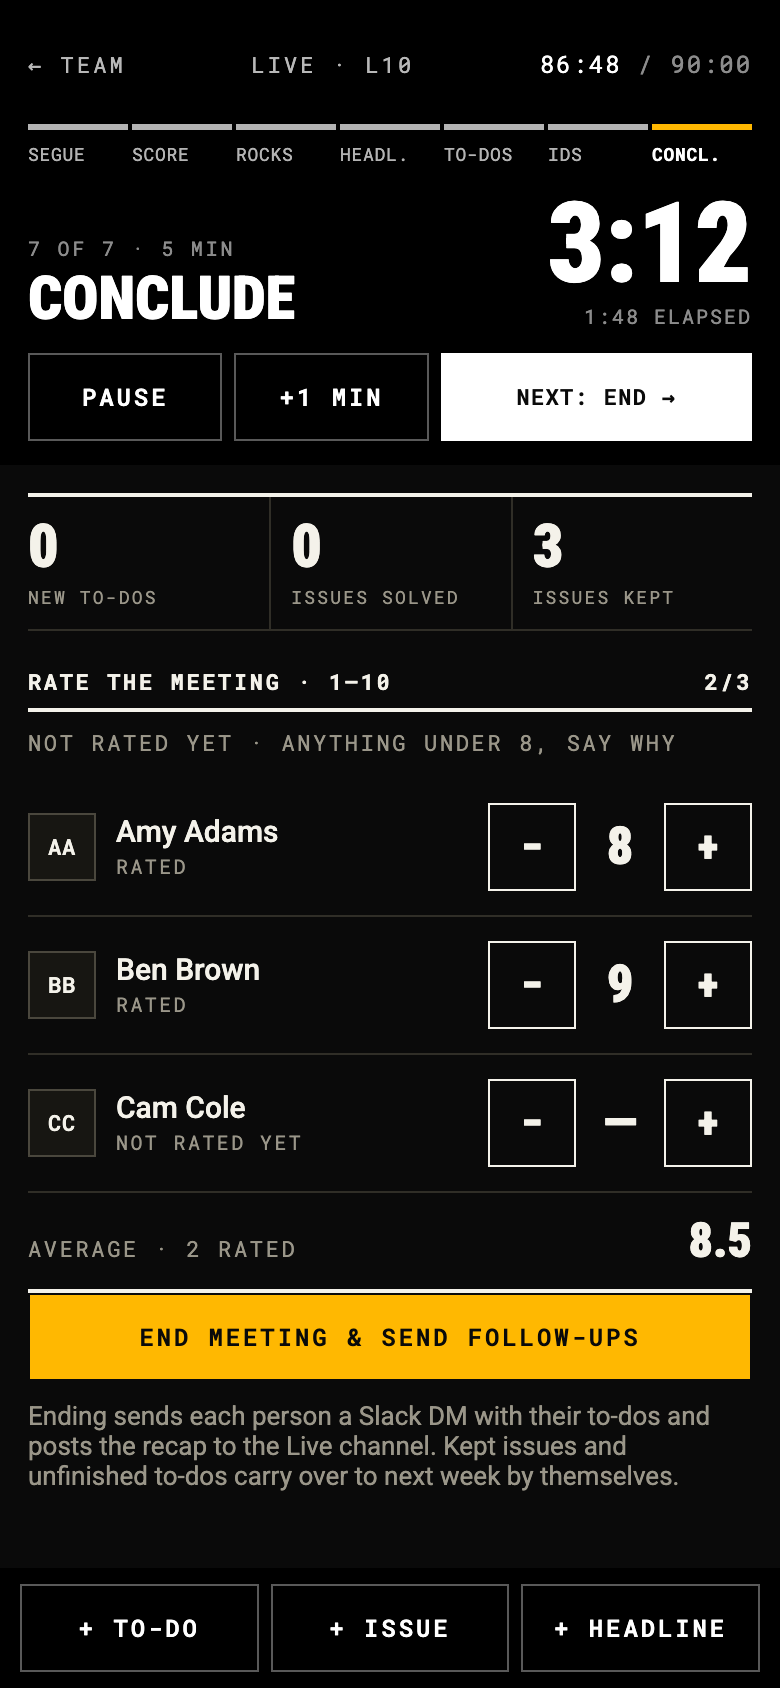 ← TEAM
LIVE · L10
86:48 / 90:00
SEGUE
SCORE
ROCKS
HEADL.
TO-DOS
IDS
CONCL.
7 OF 7 · 5 MIN
CONCLUDE
3:12
1:48 ELAPSED
PAUSE
+1 MIN
NEXT: END →
0
NEW TO-DOS
0
ISSUES SOLVED
3
ISSUES KEPT
RATE THE MEETING · 1–10
2/3
NOT RATED YET · ANYTHING UNDER 8, SAY WHY
AA
Amy Adams
RATED
- 8 +
BB
Ben Brown
RATED
- 9 +
CC
Cam Cole
NOT RATED YET
- — +
AVERAGE · 2 RATED
8.5
END MEETING & SEND FOLLOW-UPS
Ending sends each person a Slack DM with their to-dos and
posts the recap to the Live channel. Kept issues and
unfinished to-dos carry over to next week by themselves.
+ TO-DO
+ ISSUE
+ HEADLINE